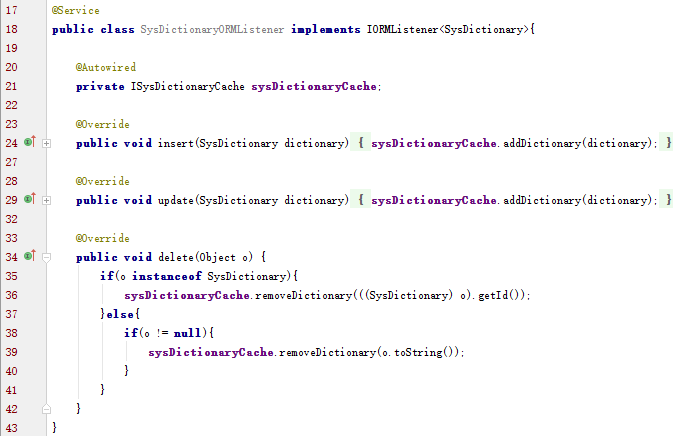 17 @Service
18 public class SysDictionaryORMListener implements IORMListener<SysDictionary>{
19
20 @Autowired
21 private ISysDictionaryCache sysDictionaryCache;
22
23 @Override
24 public void insert(SysDictionary dictionary) { sysDictionaryCache.addDictionary(dictionary); }
27
28 @Override
29 public void update(SysDictionary dictionary) { sysDictionaryCache.addDictionary(dictionary); }
32
33 @Override
34 public void delete(Object o) {
35 if(o instanceof SysDictionary){
36 sysDictionaryCache.removeDictionary(((SysDictionary) o).getId());
37 }else{
38 if(o != null){
39 sysDictionaryCache.removeDictionary(o.toString());
40 }
41 }
42 }
43 }